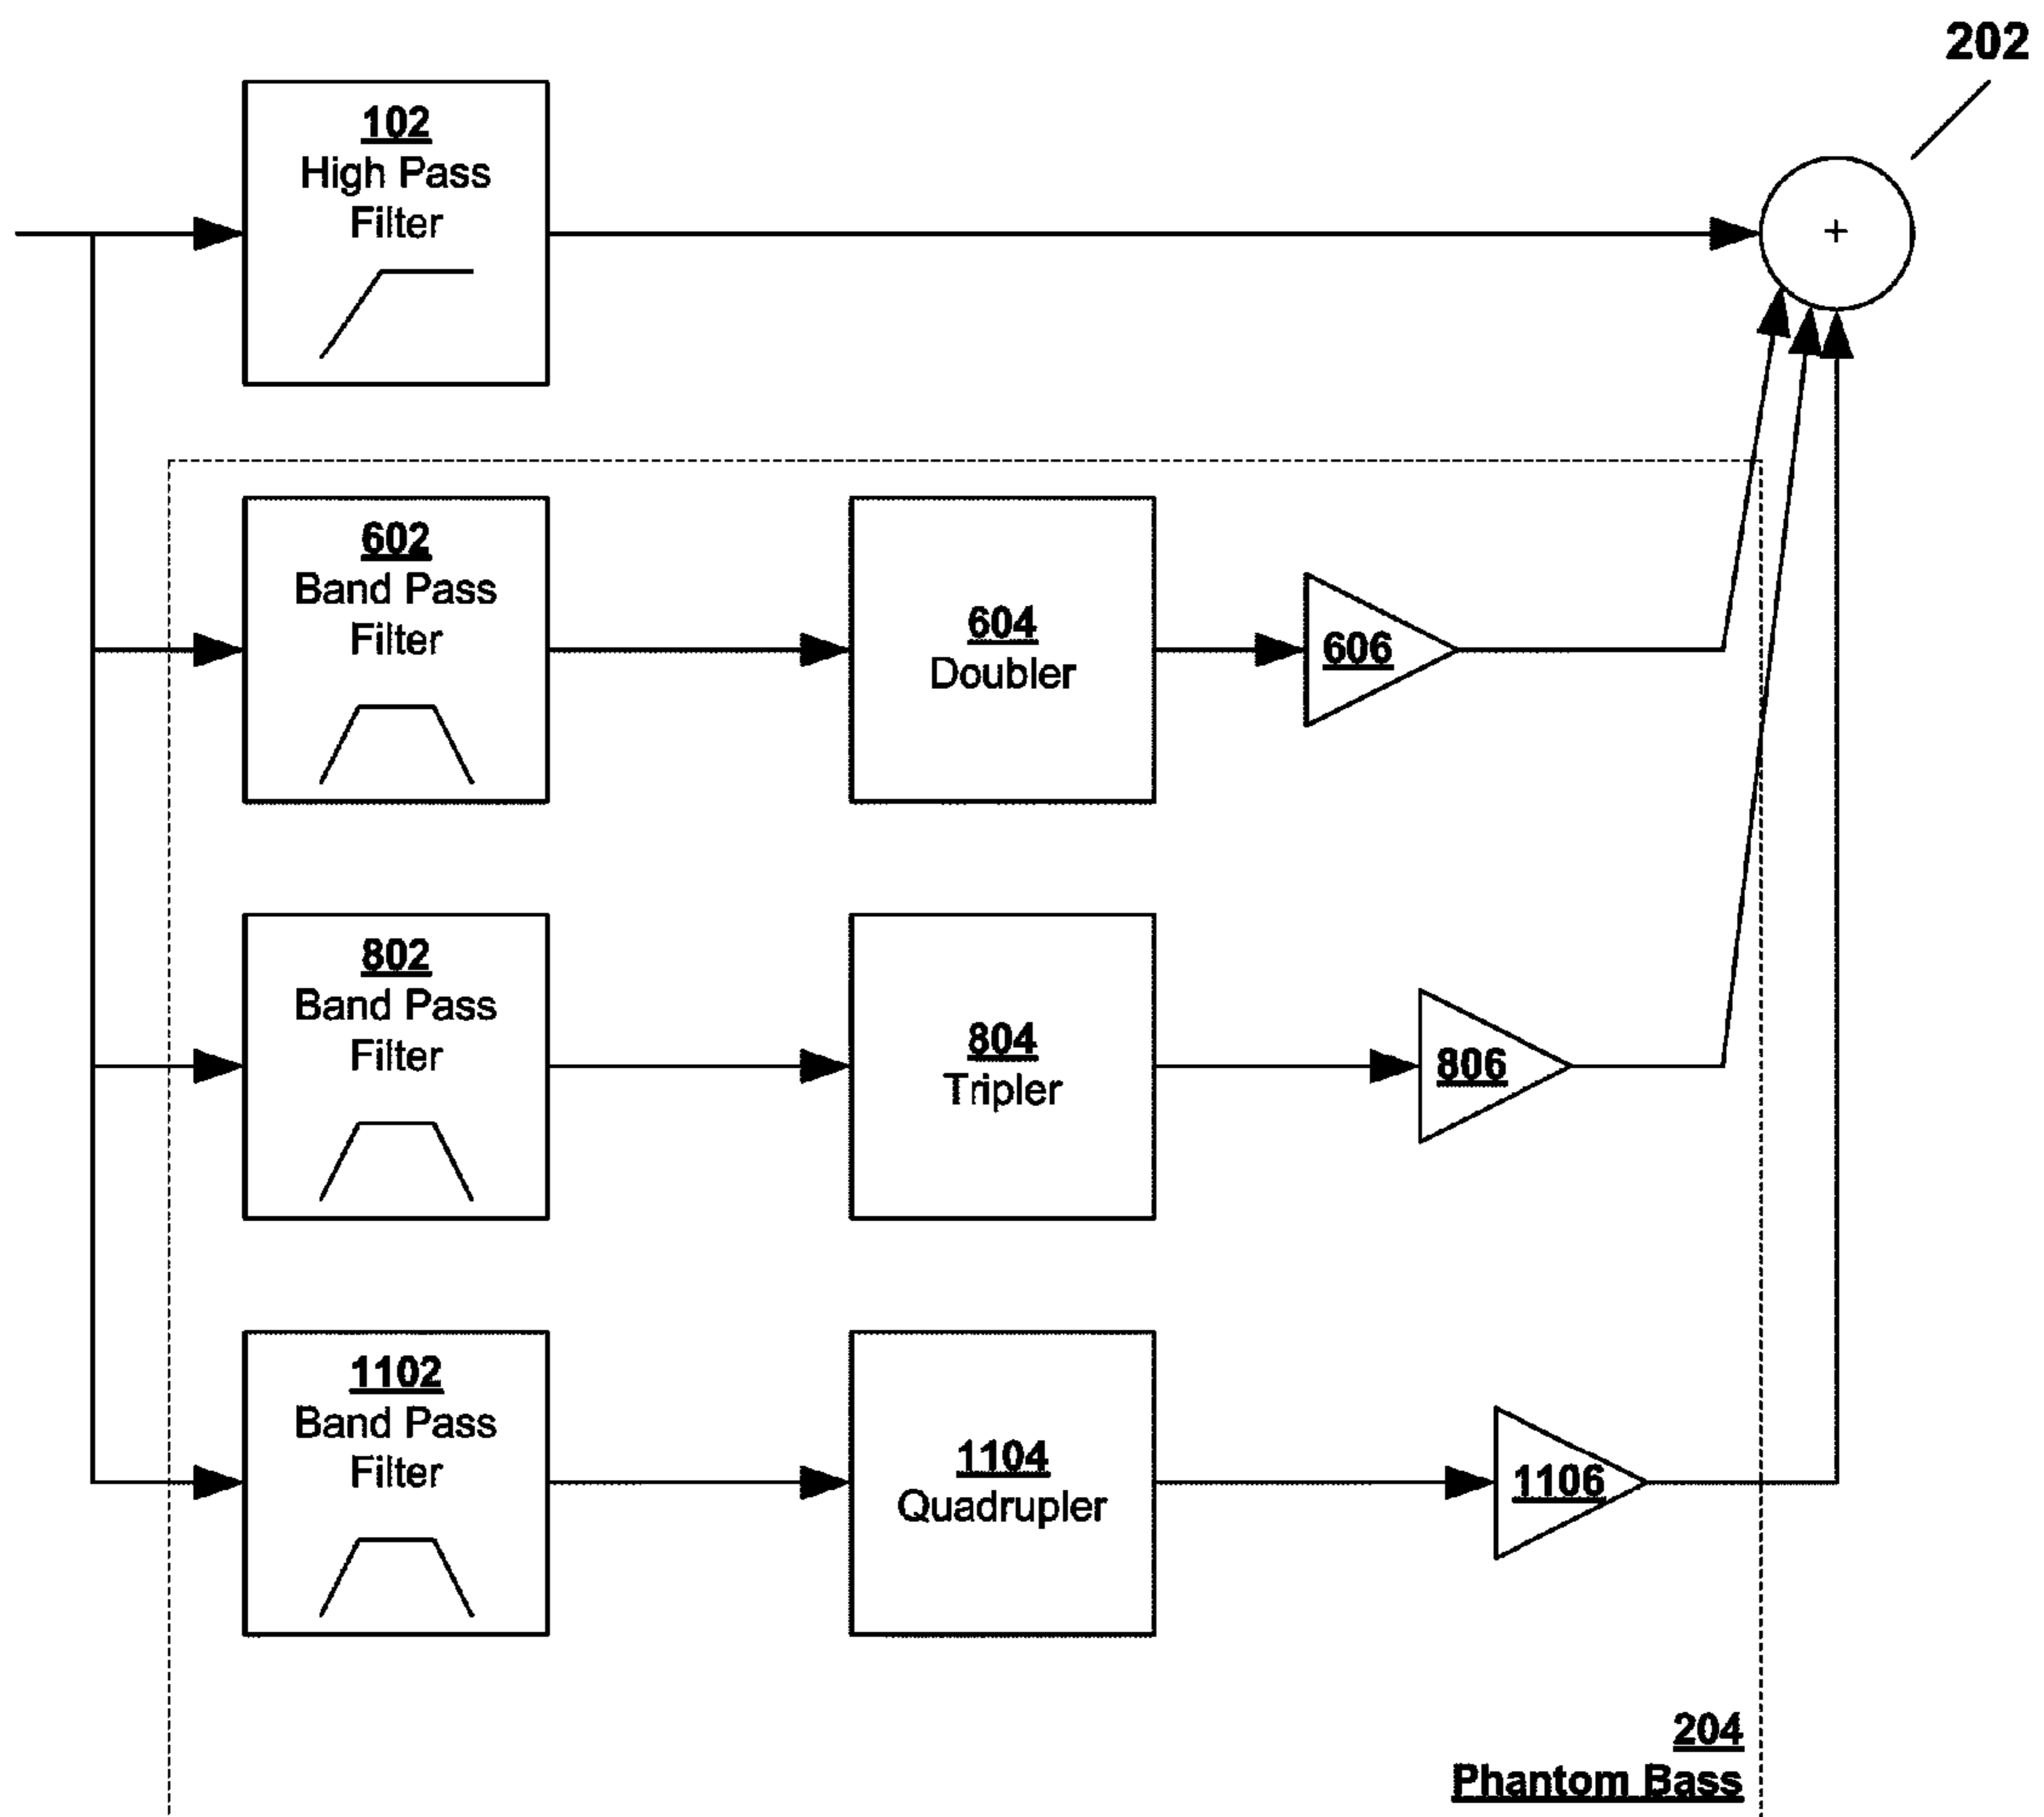 202
102
High Pass
Filter
+
602
Band Pass
Filter
604
Doubler
606
802
Band Pass
Filter
804
Tripler
806
1102
Band Pass
Filter
1104
Quadrupler
1106
204
Phantom Bass